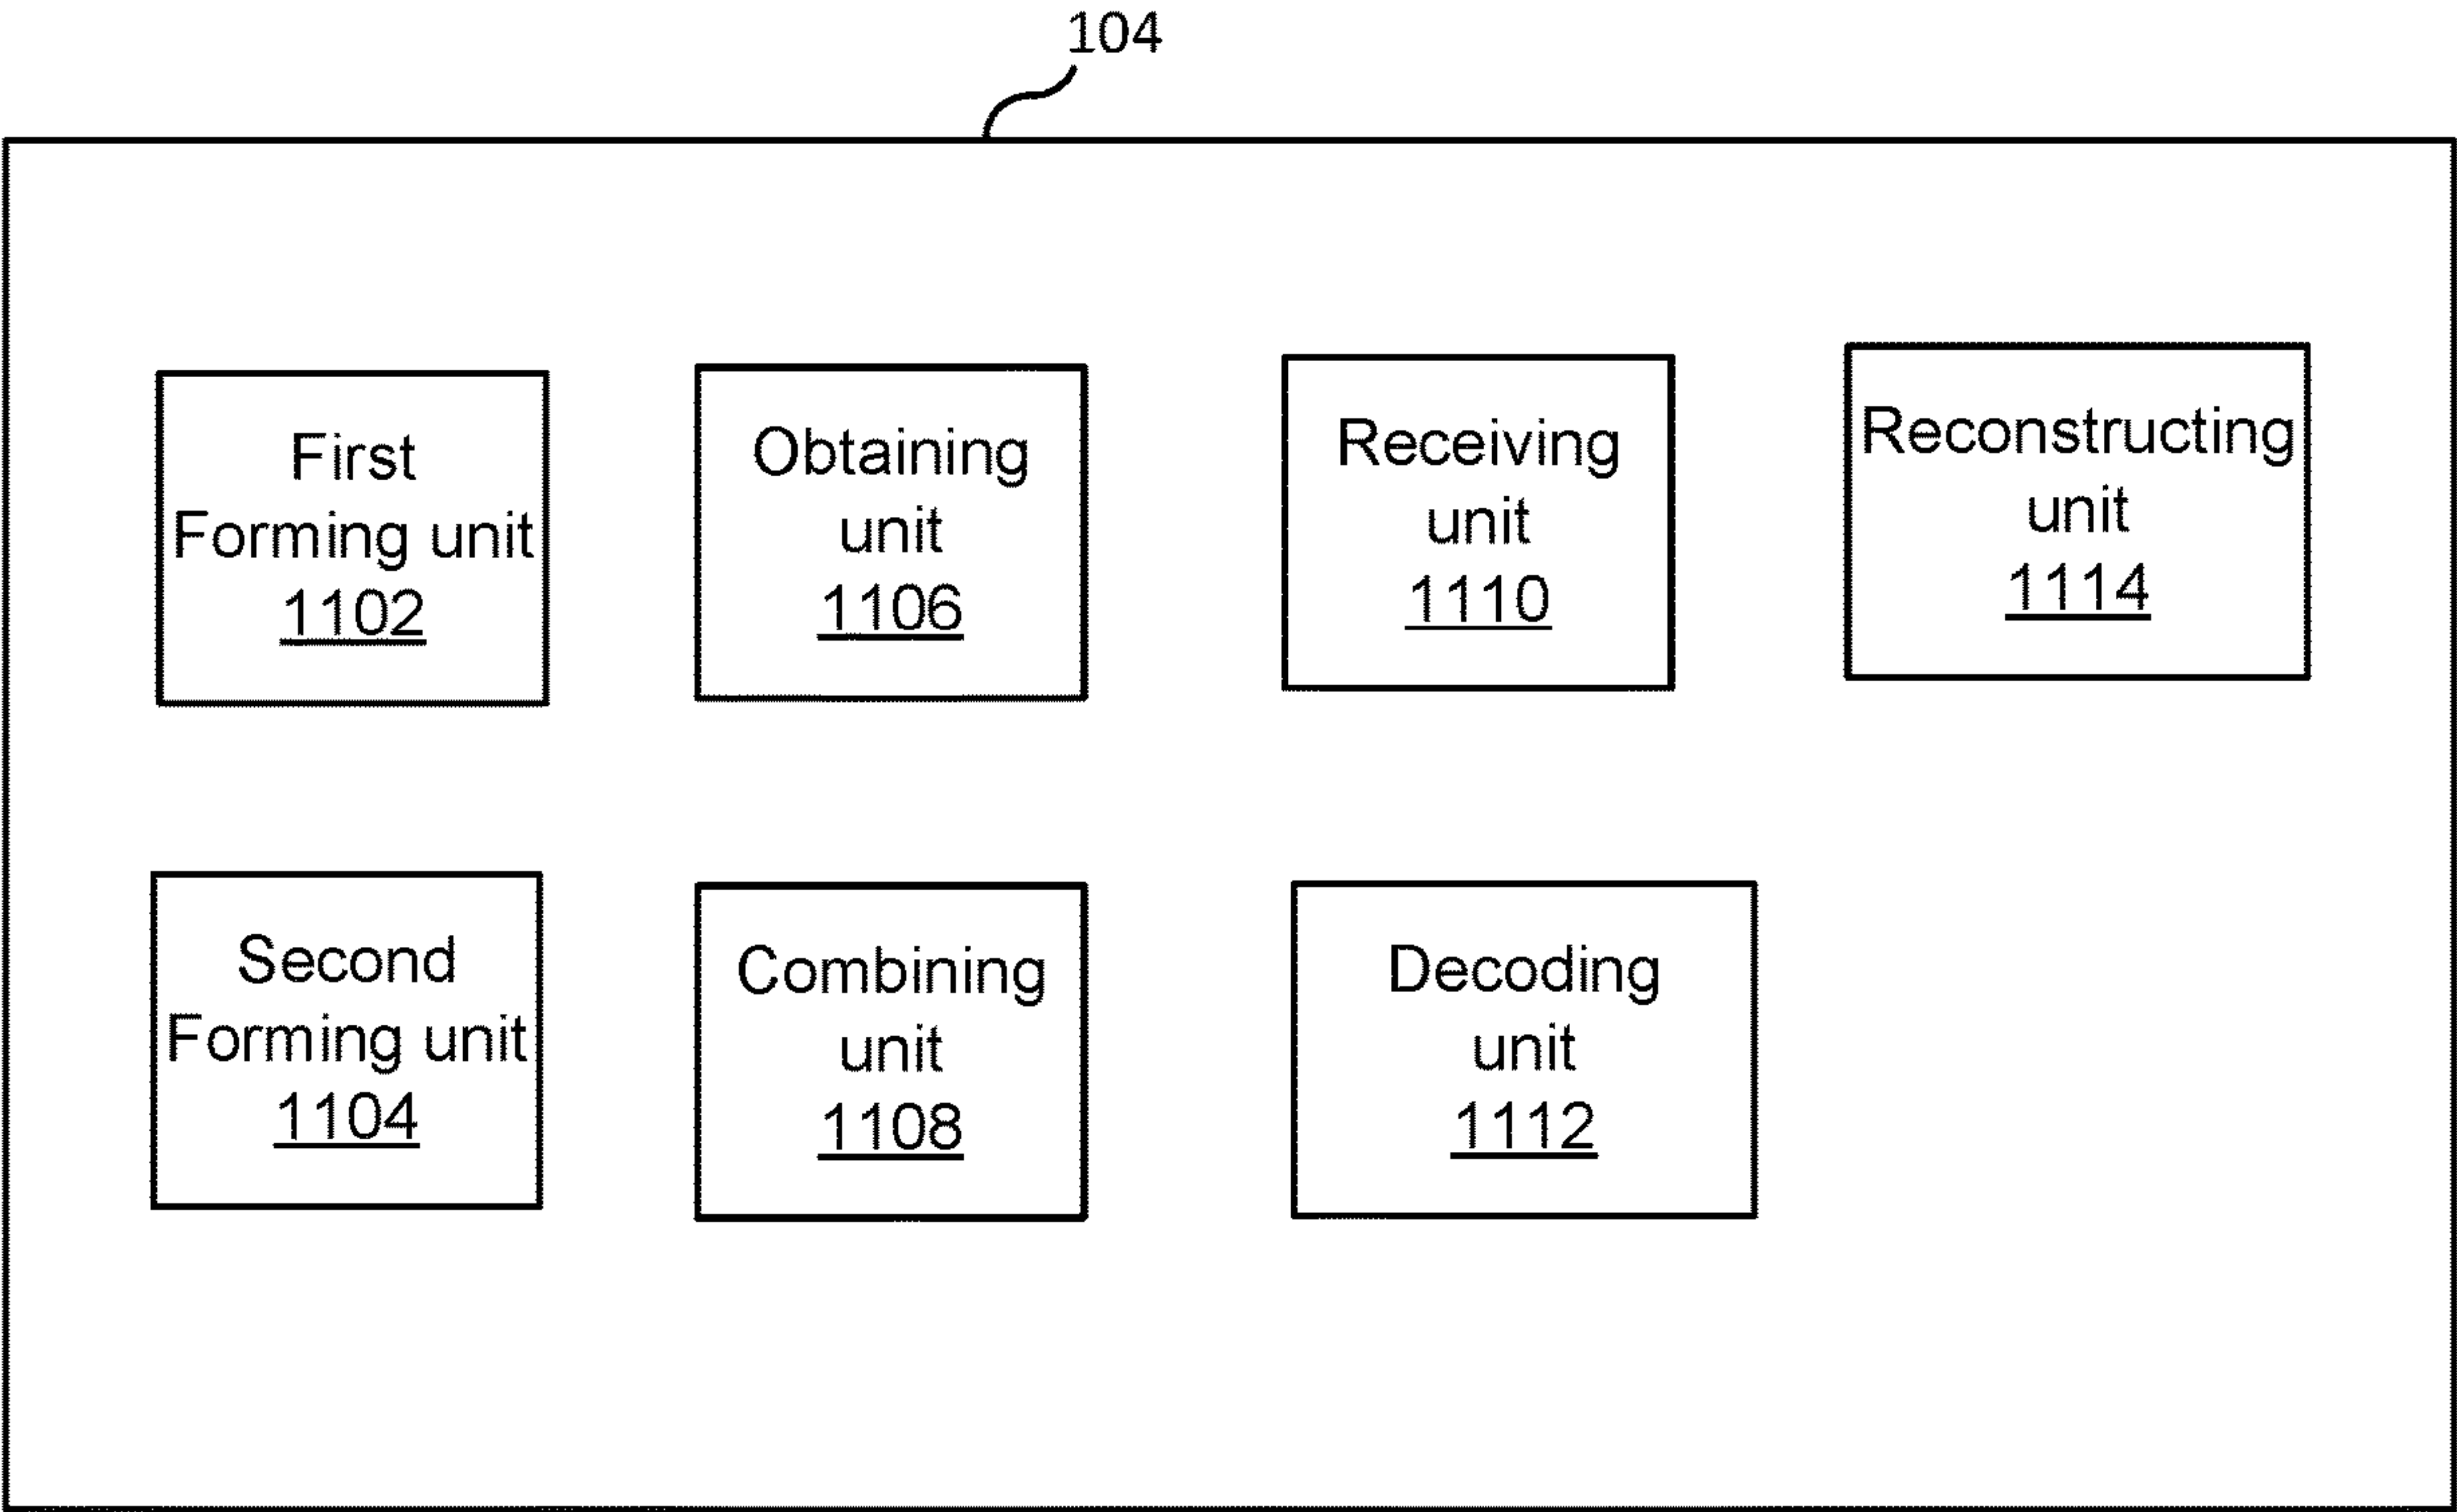 104
First
Forming unit
1102
Obtaining
unit
1106
Receiving
unit
1110
Reconstructing
unit
1114
Second
Forming unit
1104
Combining
unit
1108
Decoding
unit
1112